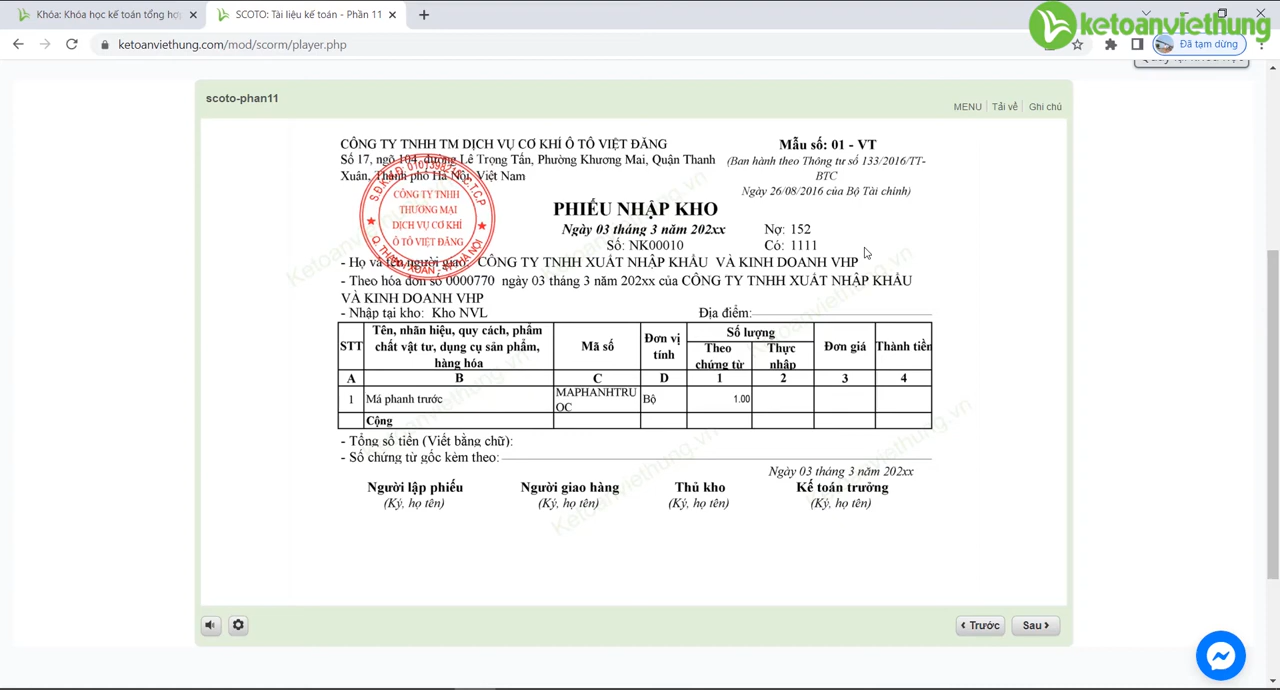 Khóa: Khóa học kế toán tổng hợ
SCOTO: Tài liệu kế toán - Phần 11
ketoanviethung
ketoanviethung.com/mod/scorm/player.php
Đã tạm dừng
scoto-phan11
MENU
Tải về
Ghi chú
CÔNG TY TNHH TM DỊCH VỤ CƠ KHÍ Ô TÔ VIỆT ĐĂNG
Mẫu số: 01 - VT
Số 17, ngõ 104, đường Lê Trọng Tấn, Phường Khương Mai, Quận Thanh
Xuân, Thành phố Hà Nội, Việt Nam
(Ban hành theo Thông tư số 133/2016/TT-
BTC
Ngày 26/08/2016 của Bộ Tài chính)
CÔNG TY TNHH
THƯƠNG MẠI
DỊCH VỤ CƠ KHÍ
Ô TÔ VIỆT ĐĂNG
PHIẾU NHẬP KHO
Ngày 03 tháng 3 năm 202xx
Nợ: 152
Số: NK00010
Có: 1111
- Họ và tên người giao: CÔNG TY TNHH XUẤT NHẬP KHẨU VÀ KINH DOANH VHP
- Theo hóa đơn số 0000770 ngày 03 tháng 3 năm 202xx của CÔNG TY TNHH XUẤT NHẬP KHẨU
VÀ KINH DOANH VHP
- Nhập tại kho: Kho NVL
Địa điểm:
STT
Tên, nhãn hiệu, quy cách, phẩm
chất vật tư, dụng cụ sản phẩm,
hàng hóa
Mã số
Đơn vị
tính
Số lượng
Theo
chứng từ
Thực
nhập
Đơn giá
Thành tiền
A B C D 1 2 3 4
1 Má phanh trước MAPHANHTRU
OC
Bộ 1.00
Cộng
- Tổng số tiền (Viết bằng chữ):
- Số chứng từ gốc kèm theo:
Ngày 03 tháng 3 năm 202xx
Người lập phiếu Người giao hàng Thủ kho Kế toán trưởng
(Ký, họ tên) (Ký, họ tên) (Ký, họ tên) (Ký, họ tên)
Ketoanviethung.vn
Trước
Sau